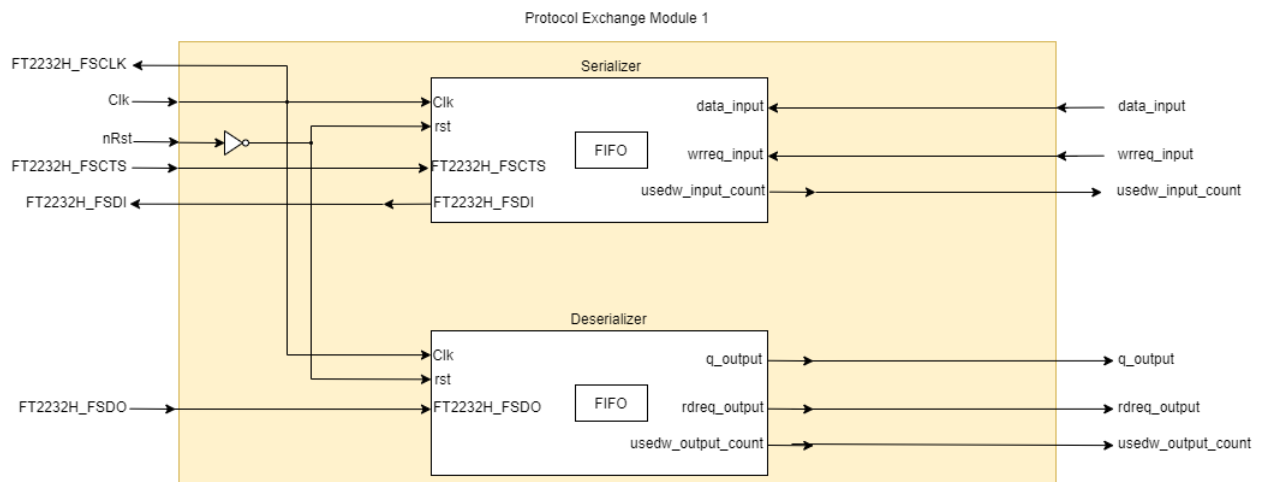 Protocol Exchange Module 1
FT2232H_FSCLK
Clk
nRst
FT2232H_FSCTS
FT2232H_FSDI
Serializer
Clk
rst
FT2232H_FSCTS
FT2232H_FSDI
FIFO
data_input
wrreq_input
usedw_input_count
data_input
wrreq_input
usedw_input_count
FT2232H_FSDO
Deserializer
Clk
rst
FT2232H_FSDO
FIFO
q_output
rdreq_output
usedw_output_count
q_output
rdreq_output
usedw_output_count